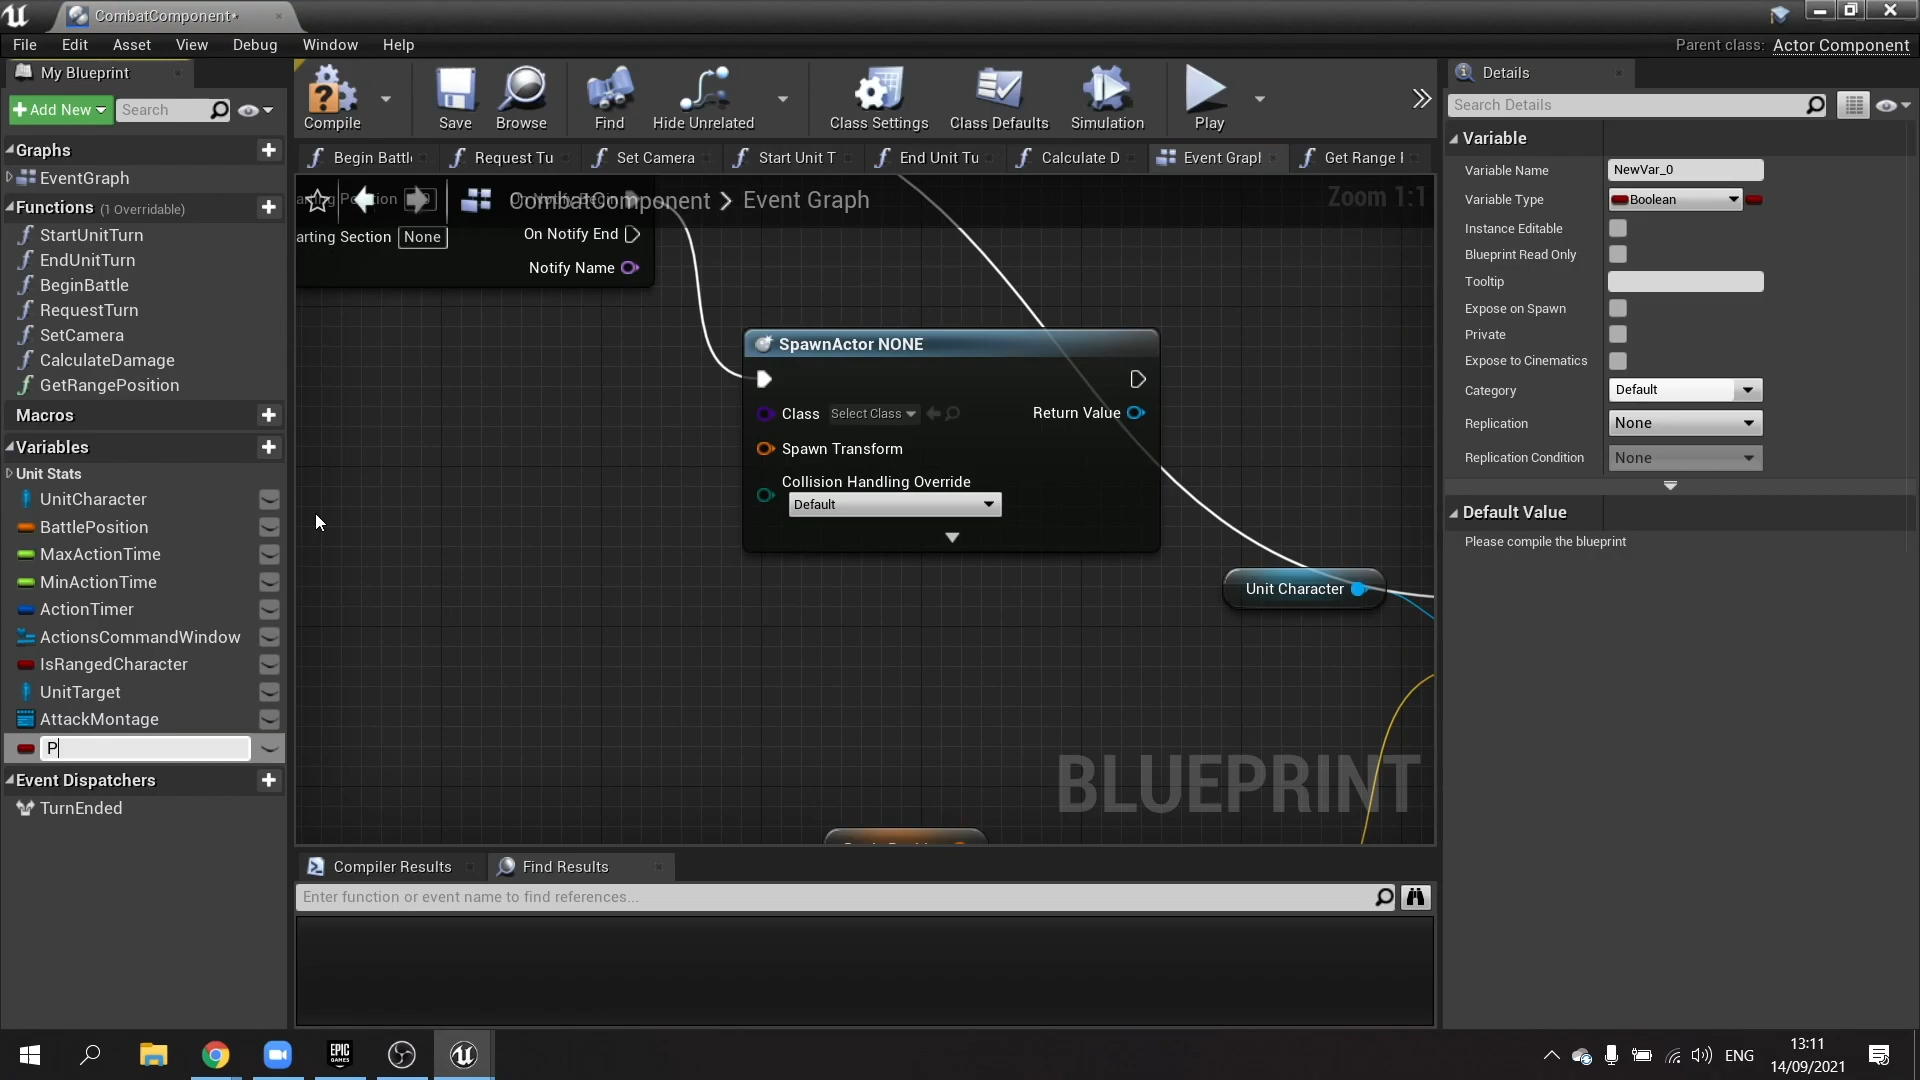 CombatComponent*
File Edit Asset View Debug Window Help
Parent class: Actor Component
My Blueprint
Add New
Search
Compile
Save
Browse
Find
Hide Unrelated
Class Settings
Class Defaults
Simulation
Play
Details
Search Details
Graphs
EventGraph
Functions (1 Overridable)
StartUnitTurn
EndUnitTurn
BeginBattle
RequestTurn
SetCamera
CalculateDamage
GetRangePosition
Macros
Variables
Unit Stats
UnitCharacter
BattlePosition
MaxActionTime
MinActionTime
ActionTimer
ActionsCommandWindow
IsRangedCharacter
UnitTarget
AttackMontage
P
Event Dispatchers
TurnEnded
Begin Battl
Request Tu
Set Camera
Start Unit T
End Unit Tu
Calculate D
Event Grapl
Get Range
CombatComponent > Event Graph
Zoom 1:1
arting Section None
On Notify End
Notify Name
SpawnActor NONE
Class Select Class
Return Value
Spawn Transform
Collision Handling Override
Default
Unit Character
BLUEPRINT
Compiler Results
Find Results
Enter function or event name to find references...
Variable
Variable Name NewVar_0
Variable Type Boolean
Instance Editable
Blueprint Read Only
Tooltip
Expose on Spawn
Private
Expose to Cinematics
Category Default
Replication None
Replication Condition None
Default Value
Please compile the blueprint
EPIC
GAMES
ENG
13:11
14/09/2021